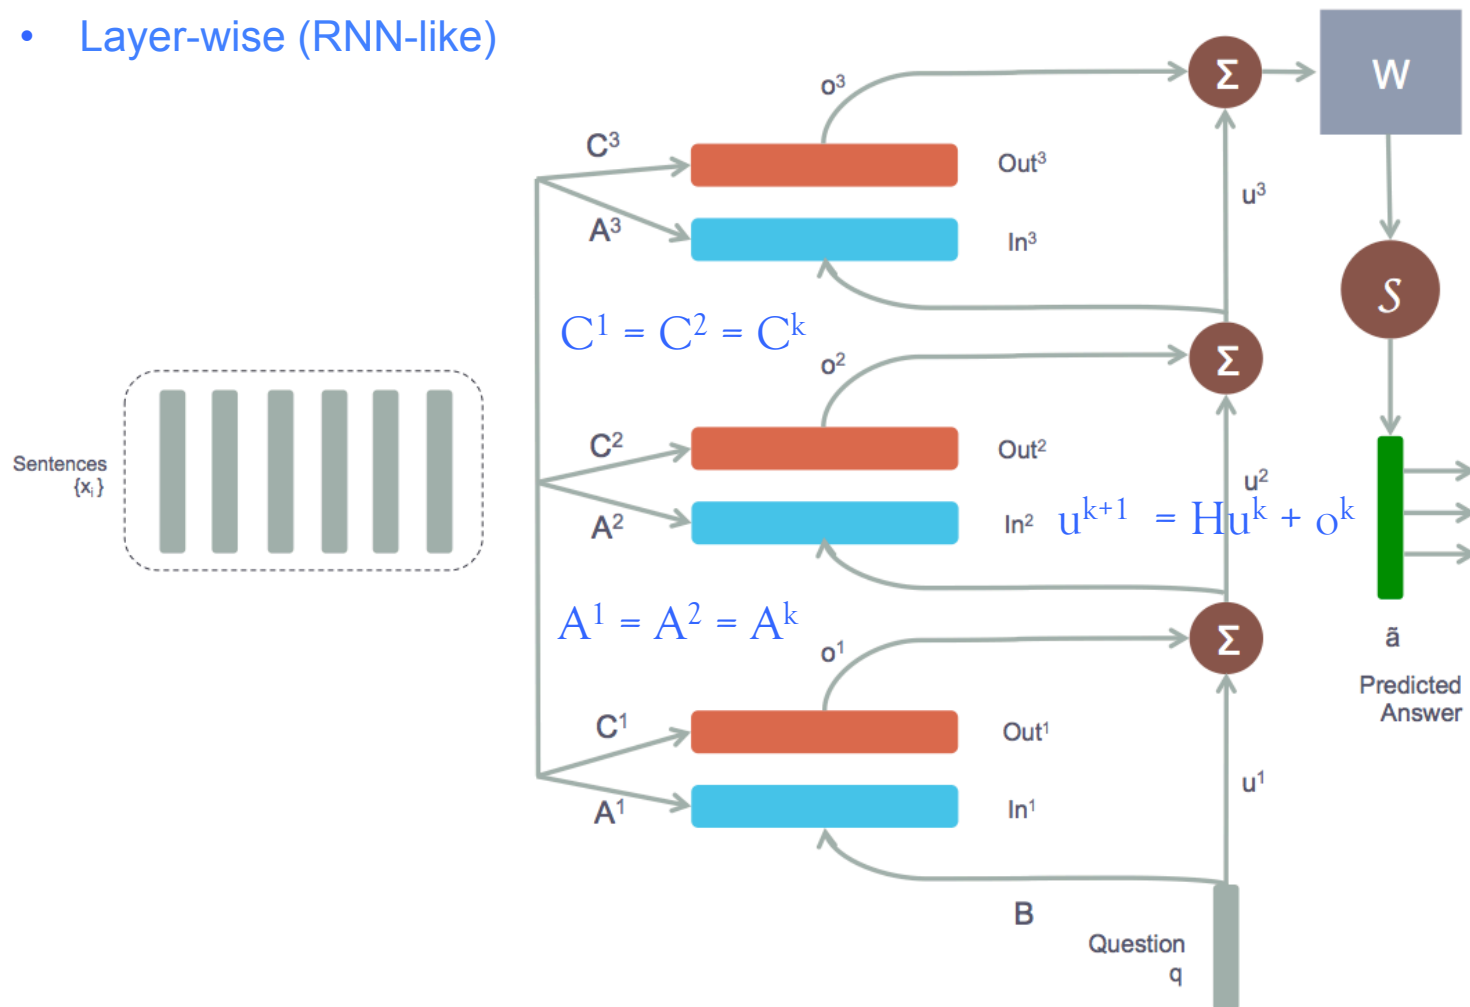 • Layer-wise (RNN-like)
o³
Σ
W
C³
Out³
A³
In³
u³
S
C¹ = C² = Cᵏ
o²
Σ
Sentences
{xᵢ}
C²
Out²
A²
In²
u²
uᵏ⁺¹ = Huᵏ + oᵏ
A¹ = A² = Aᵏ
o¹
Σ
ã
Predicted
Answer
C¹
Out¹
A¹
In¹
u¹
B
Question
q